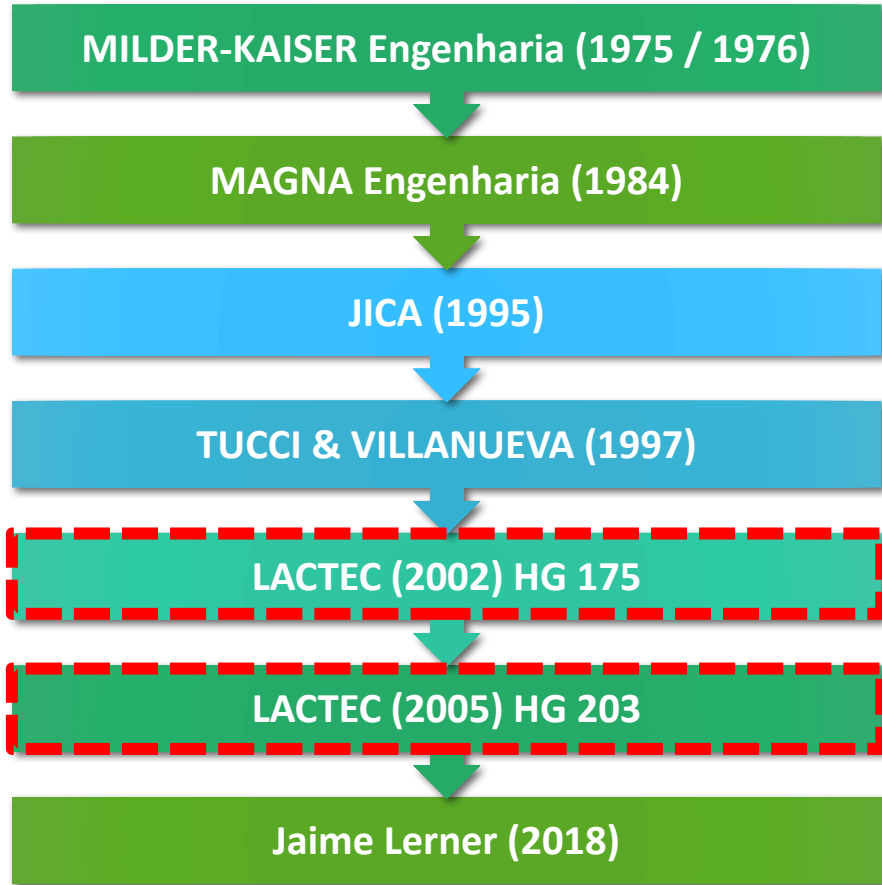 MILDER-KAISER Engenharia (1975 / 1976)
MAGNA Engenharia (1984)
JICA (1995)
TUCCI & VILLANUEVA (1997)
LACTEC (2002) HG 175
LACTEC (2005) HG 203
Jaime Lerner (2018)